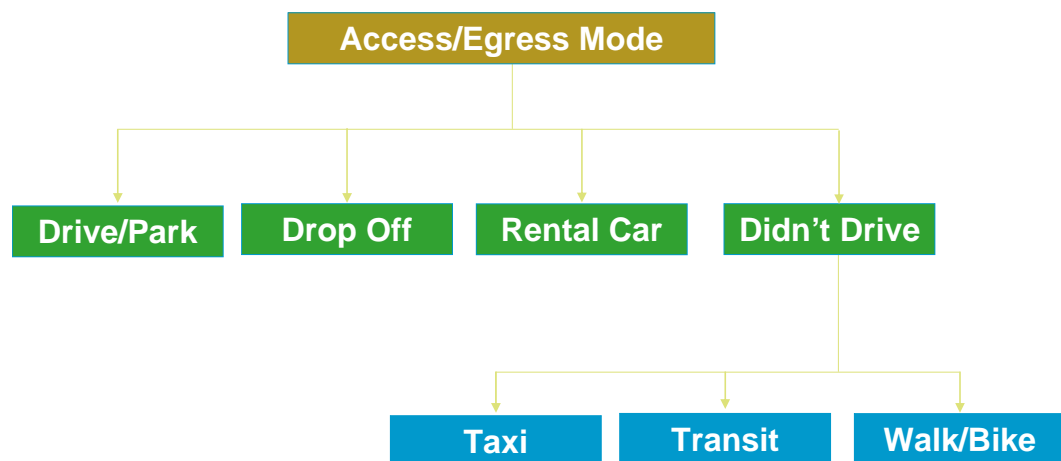 Access/Egress Mode
Drive/Park
Drop Off
Rental Car
Didn’t Drive
Taxi
Transit
Walk/Bike